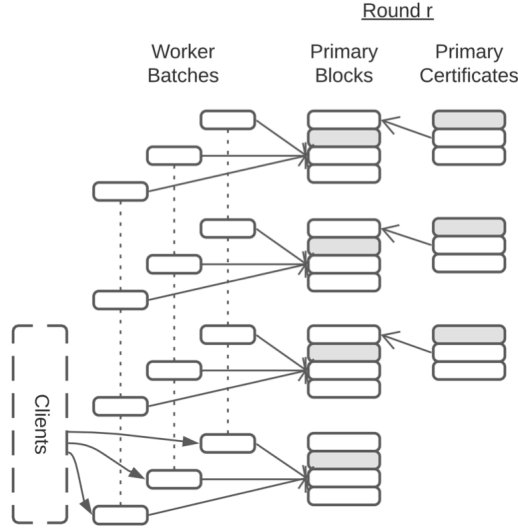 Round r
Worker
Batches
Primary
Blocks
Primary
Certificates
Clients